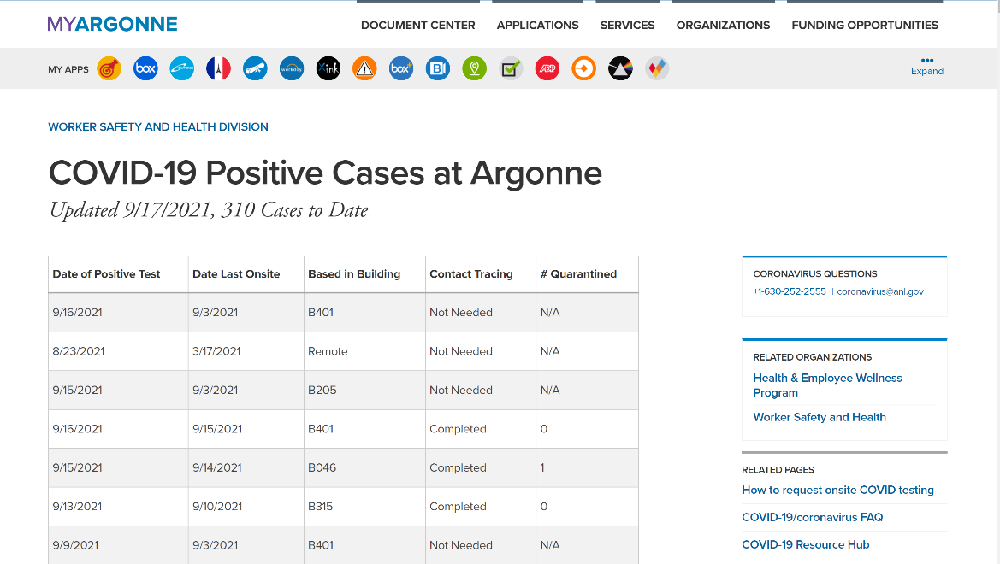 MYARGONNE
DOCUMENT CENTER APPLICATIONS SERVICES ORGANIZATIONS FUNDING OPPORTUNITIES
MY APPS
box
workday
Xink
box
B!
ADP
Expand
WORKER SAFETY AND HEALTH DIVISION
COVID-19 Positive Cases at Argonne
Updated 9/17/2021, 310 Cases to Date
Date of Positive Test Date Last Onsite Based in Building Contact Tracing # Quarantined
9/16/2021 9/3/2021 B401 Not Needed N/A
8/23/2021 3/17/2021 Remote Not Needed N/A
9/15/2021 9/3/2021 B205 Not Needed N/A
9/16/2021 9/15/2021 B401 Completed 0
9/15/2021 9/14/2021 B046 Completed 1
9/13/2021 9/10/2021 B315 Completed 0
9/9/2021 9/3/2021 B401 Not Needed N/A
CORONAVIRUS QUESTIONS
+1-630-252-2555 | coronavirus@anl.gov
RELATED ORGANIZATIONS
Health & Employee Wellness
Program
Worker Safety and Health
RELATED PAGES
How to request onsite COVID testing
COVID-19/coronavirus FAQ
COVID-19 Resource Hub